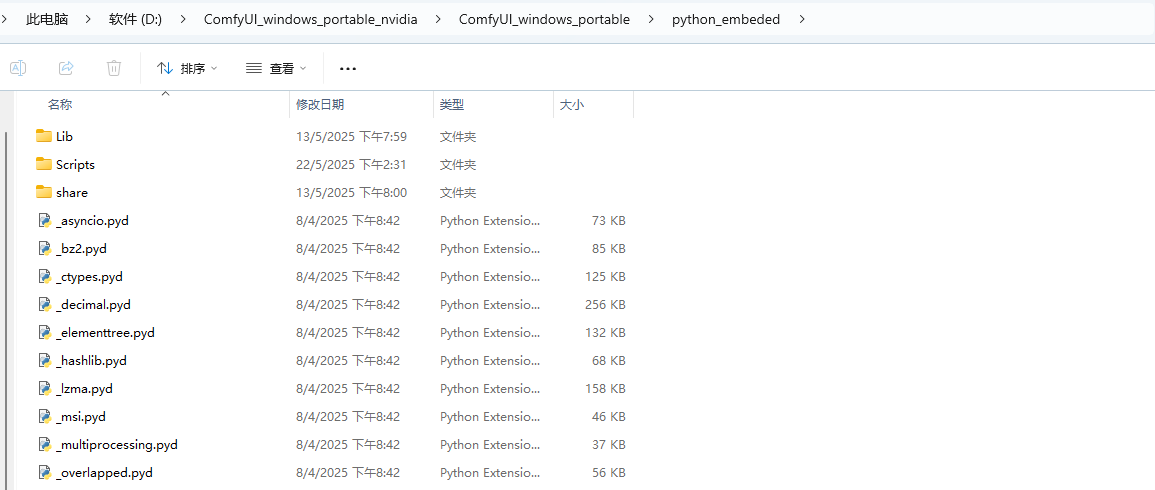 此电脑 软件 (D:) ComfyUI_windows_portable_nvidia ComfyUI_windows_portable python_embeded
排序 查看
名称 修改日期 类型 大小
Lib 13/5/2025 下午7:59 文件夹
Scripts 22/5/2025 下午2:31 文件夹
share 13/5/2025 下午8:00 文件夹
_asyncio.pyd 8/4/2025 下午8:42 Python Extensio... 73 KB
_bz2.pyd 8/4/2025 下午8:42 Python Extensio... 85 KB
_ctypes.pyd 8/4/2025 下午8:42 Python Extensio... 125 KB
_decimal.pyd 8/4/2025 下午8:42 Python Extensio... 256 KB
_elementtree.pyd 8/4/2025 下午8:42 Python Extensio... 132 KB
_hashlib.pyd 8/4/2025 下午8:42 Python Extensio... 68 KB
_lzma.pyd 8/4/2025 下午8:42 Python Extensio... 158 KB
_msi.pyd 8/4/2025 下午8:42 Python Extensio... 46 KB
_multiprocessing.pyd 8/4/2025 下午8:42 Python Extensio... 37 KB
_overlapped.pyd 8/4/2025 下午8:42 Python Extensio... 56 KB